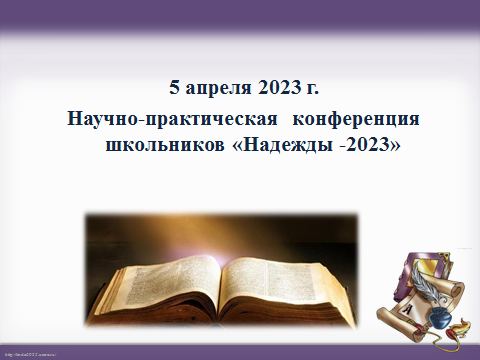 5 апреля 2023 г.
Научно-практическая конференция
школьников «Надежды -2023»
А